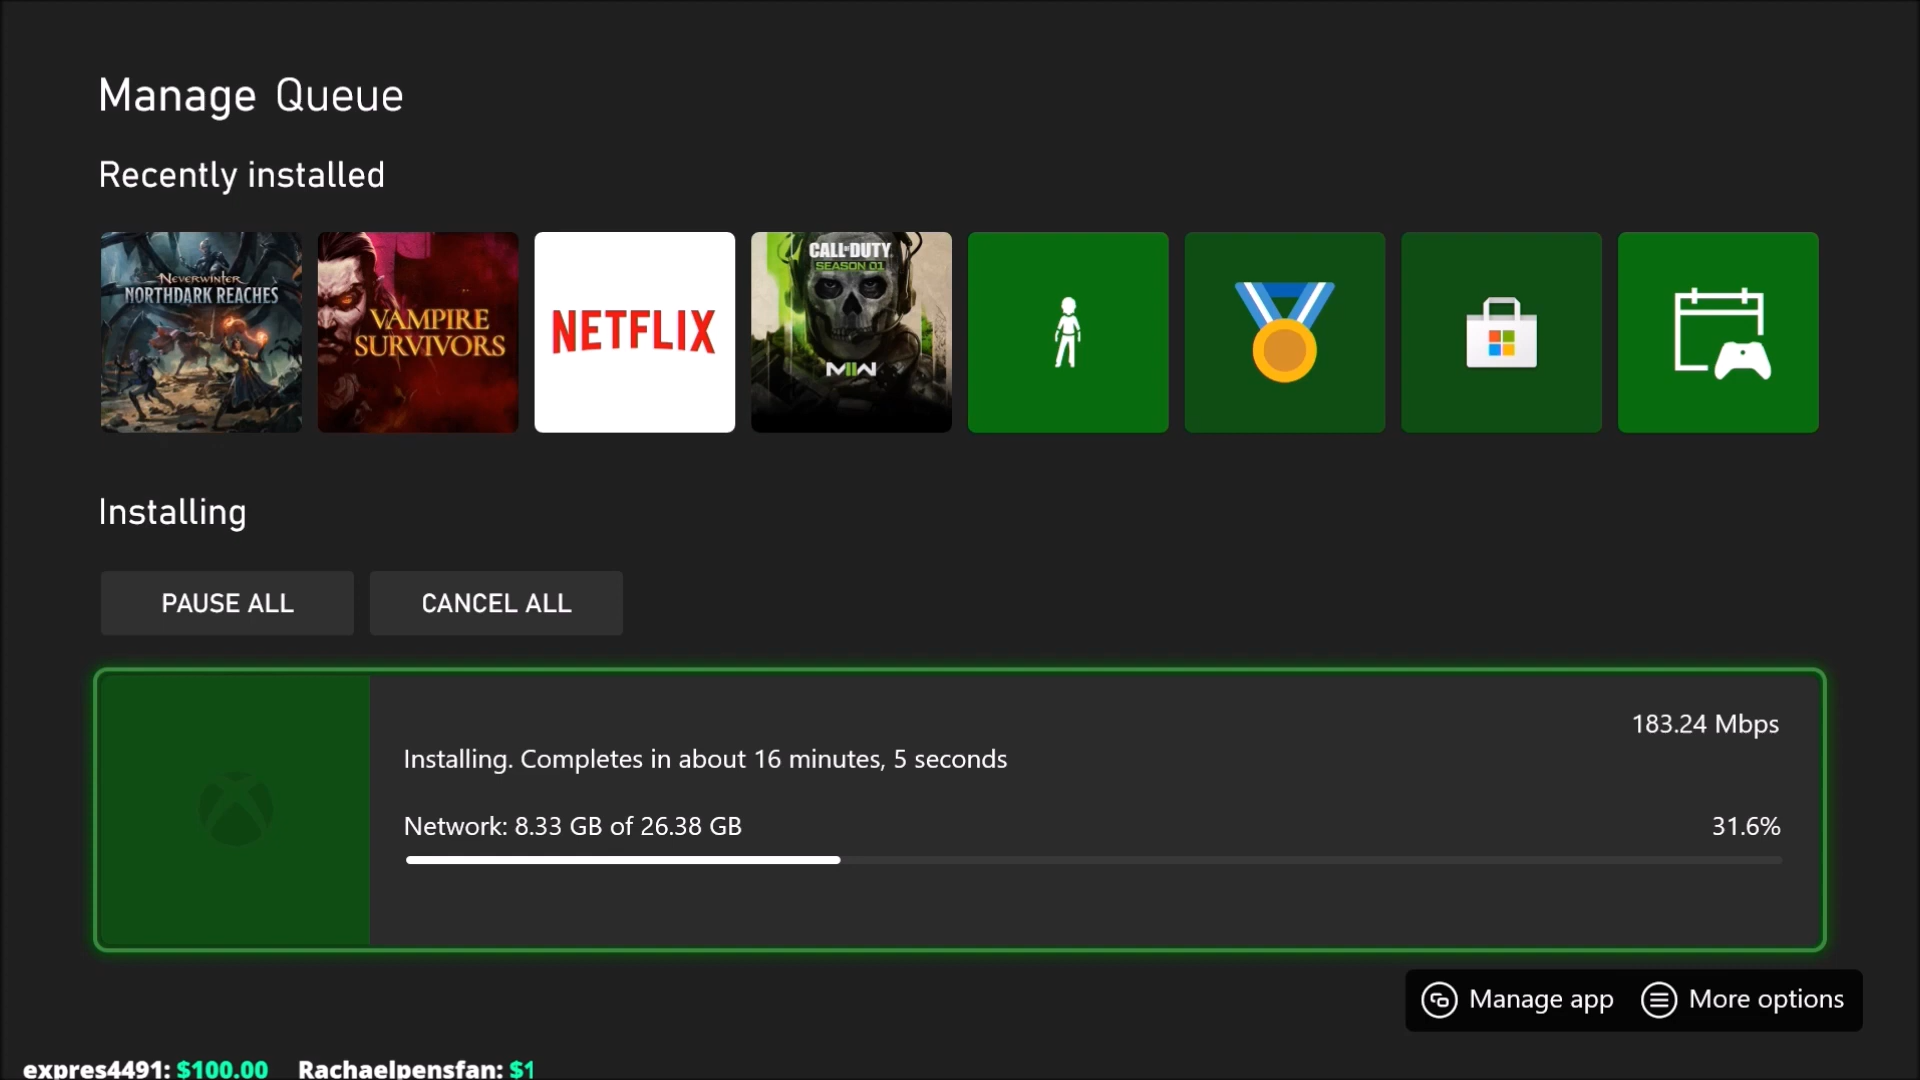 Manage Queue
Recently installed
NEVERWINTER
NORTHDARK REACHES
VAMPIRE
SURVIVORS
NETFLIX
CALL OF DUTY
SEASON 01
MW
Installing
PAUSE ALL
CANCEL ALL
183.24 Mbps
Installing. Completes in about 16 minutes, 5 seconds
Network: 8.33 GB of 26.38 GB
31.6%
Manage app
More options
expres4491: $100.00 Rachaelpensfan: $1